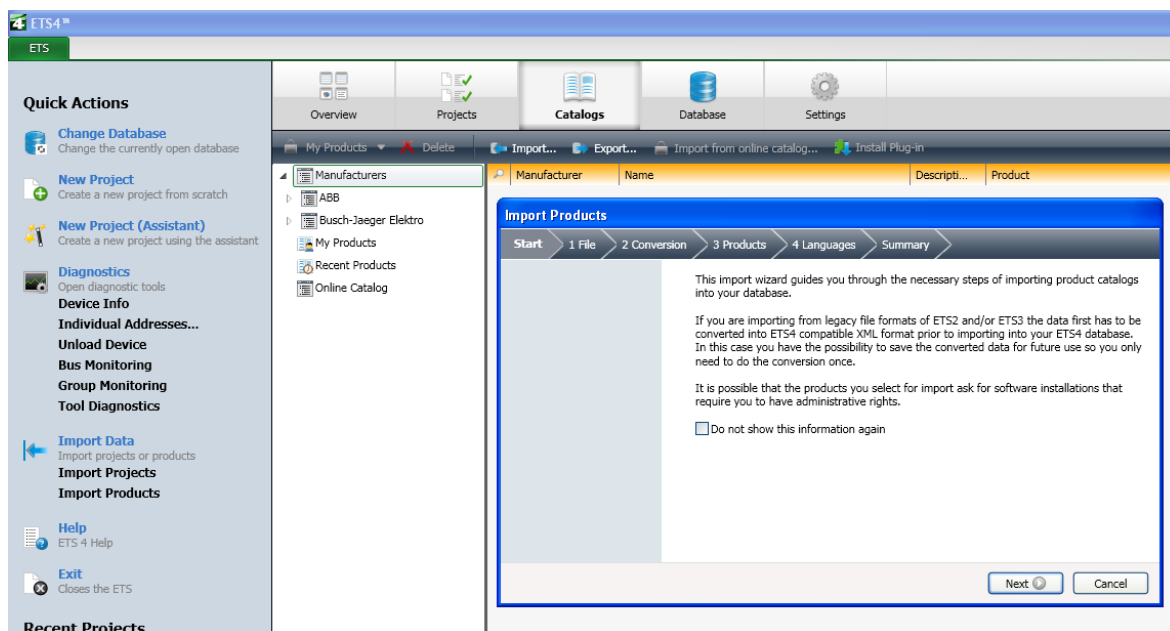 ETS4™
ETS
Quick Actions
Change Database
Change the currently open database
New Project
Create a new project from scratch
New Project (Assistant)
Create a new project using the assistant
Diagnostics
Open diagnostic tools
Device Info
Individual Addresses...
Unload Device
Bus Monitoring
Group Monitoring
Tool Diagnostics
Import Data
Import projects or products
Import Projects
Import Products
Help
ETS 4 Help
Exit
Closes the ETS
Recent Projects
Overview
Projects
Catalogs
Database
Settings
My Products
Delete
Import...
Export...
Import from online catalog...
Install Plug-in
Manufacturers
ABB
Busch-Jaeger Elektro
My Products
Recent Products
Online Catalog
Manufacturer
Name
Descripti...
Product
Import Products
Start
1 File
2 Conversion
3 Products
4 Languages
Summary
This import wizard guides you through the necessary steps of importing product catalogs
into your database.
If you are importing from legacy file formats of ETS2 and/or ETS3 the data first has to be
converted into ETS4 compatible XML format prior to importing into your ETS4 database.
In this case you have the possibility to save the converted data for future use so you only
need to do the conversion once.
It is possible that the products you select for import ask for software installations that
require you to have administrative rights.
Do not show this information again
Next
Cancel